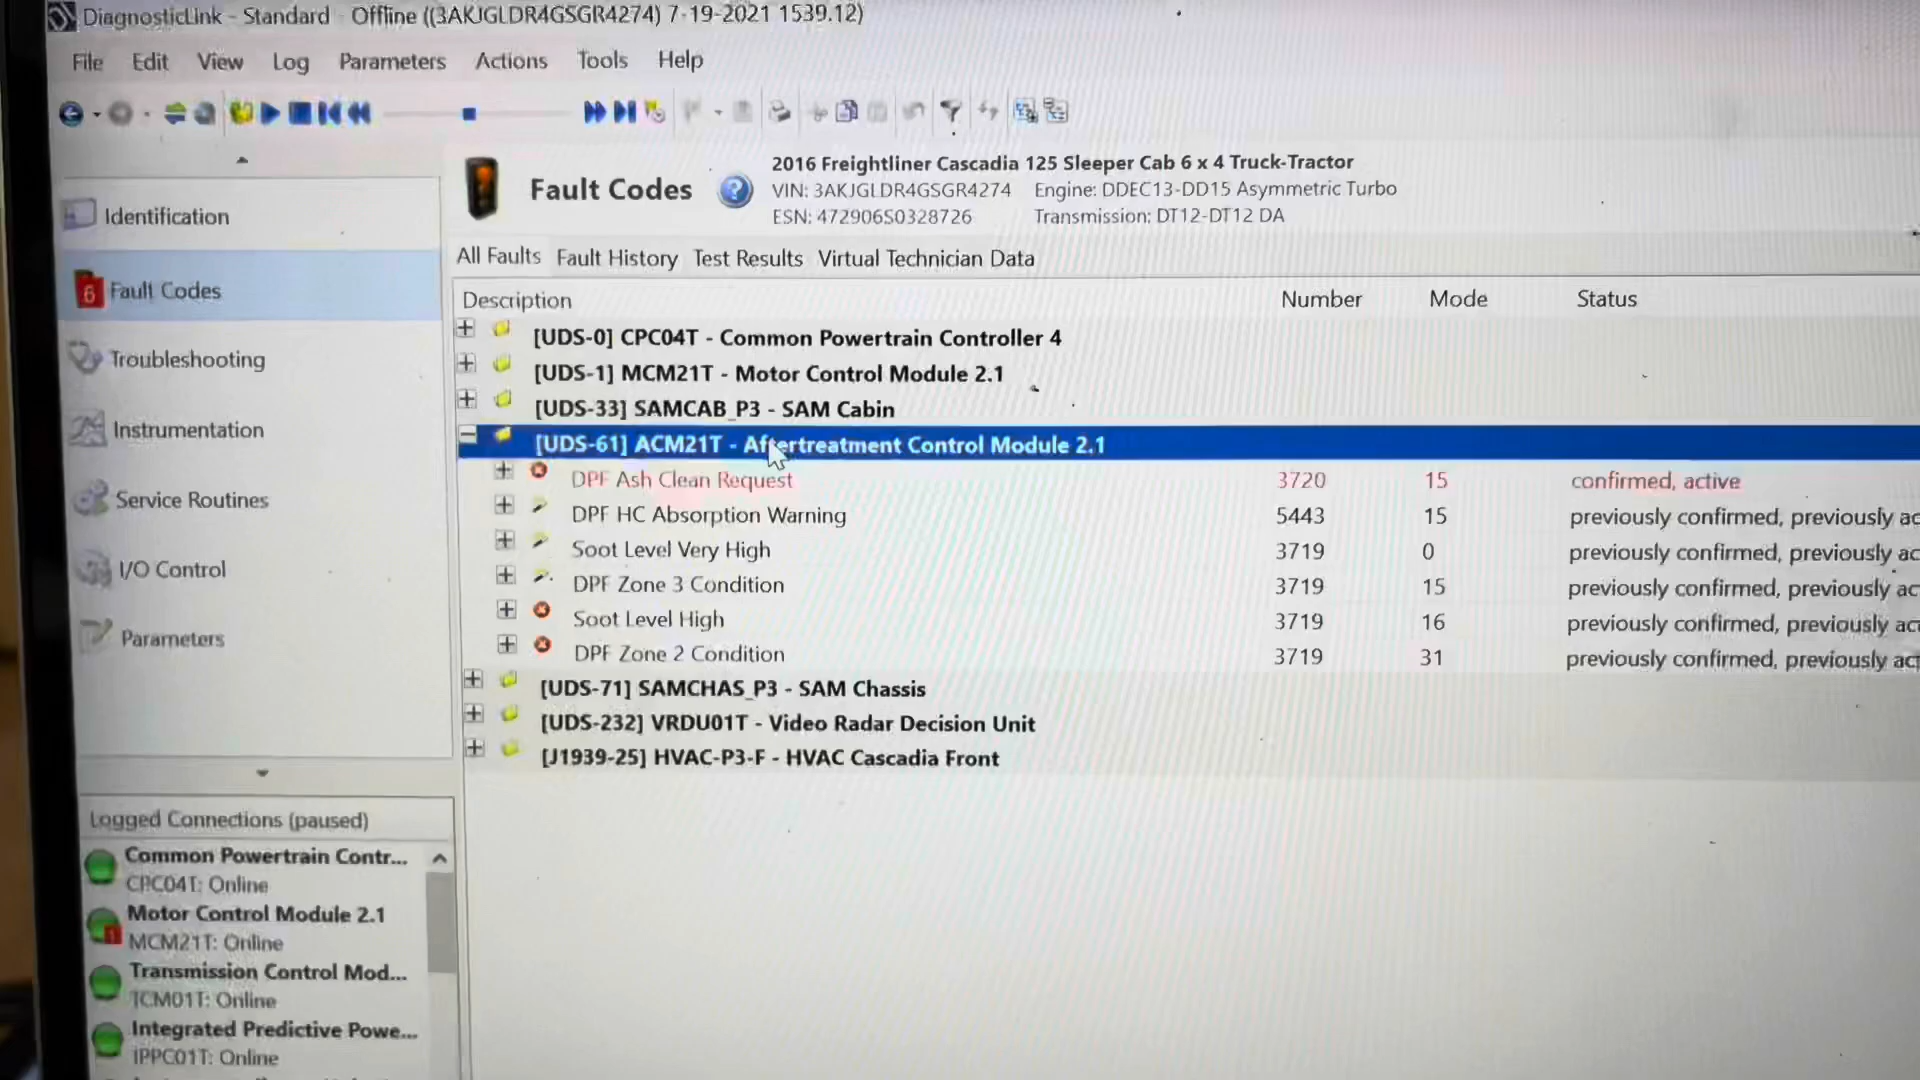 DiagnosticLink - Standard - Offline ((3AKJGLDR4GSGR4274) 7-19-2021 1539.12)
File Edit View Log Parameters Actions Tools Help
Fault Codes
2016 Freightliner Cascadia 125 Sleeper Cab 6 x 4 Truck-Tractor
VIN: 3AKJGLDR4GSGR4274 Engine: DDEC13-DD15 Asymmetric Turbo
ESN: 472906S0328726 Transmission: DT12-DT12 DA
Identification
6 Fault Codes
Troubleshooting
Instrumentation
Service Routines
I/O Control
Parameters
All Faults Fault History Test Results Virtual Technician Data
Description Number Mode Status
[UDS-0] CPC04T - Common Powertrain Controller 4
[UDS-1] MCM21T - Motor Control Module 2.1
[UDS-33] SAMCAB_P3 - SAM Cabin
[UDS-61] ACM21T - Aftertreatment Control Module 2.1
DPF Ash Clean Request 3720 15 confirmed, active
DPF HC Absorption Warning 5443 15 previously confirmed, previously ac
Soot Level Very High 3719 0 previously confirmed, previously ac
DPF Zone 3 Condition 3719 15 previously confirmed, previously ac
Soot Level High 3719 16 previously confirmed, previously act
DPF Zone 2 Condition 3719 31 previously confirmed, previously act
[UDS-71] SAMCHAS_P3 - SAM Chassis
[UDS-232] VRDU01T - Video Radar Decision Unit
[J1939-25] HVAC-P3-F - HVAC Cascadia Front
Logged Connections (paused)
Common Powertrain Contr...
CPC04T: Online
Motor Control Module 2.1
MCM21T: Online
Transmission Control Mod...
TCM01T: Online
Integrated Predictive Powe...
IPPC01T: Online